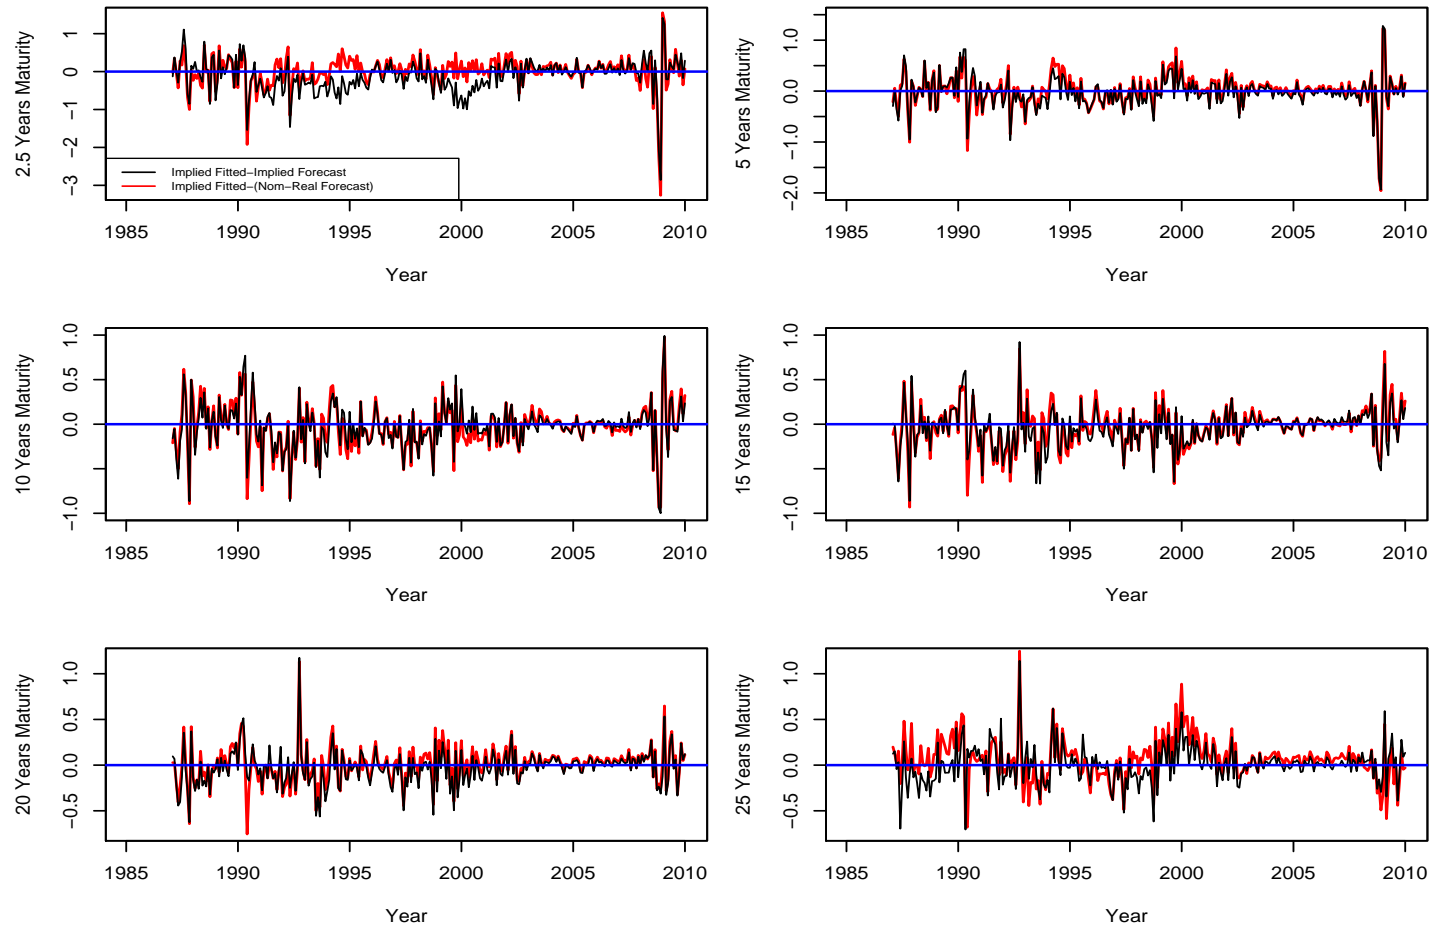 2.5 Years Maturity
1
0
−1
−2
−3
Implied Fitted−Implied Forecast
Implied Fitted−(Nom−Real Forecast)
1985 1990 1995 2000 2005 2010
Year
5 Years Maturity
1.0
0.0
−1.0
−2.0
1985 1990 1995 2000 2005 2010
Year
10 Years Maturity
1.0
0.5
0.0
−1.0
1985 1990 1995 2000 2005 2010
Year
15 Years Maturity
1.0
0.5
0.0
−1.0
1985 1990 1995 2000 2005 2010
Year
20 Years Maturity
1.0
0.5
0.0
−0.5
1985 1990 1995 2000 2005 2010
Year
25 Years Maturity
1.0
0.5
0.0
−0.5
1985 1990 1995 2000 2005 2010
Year